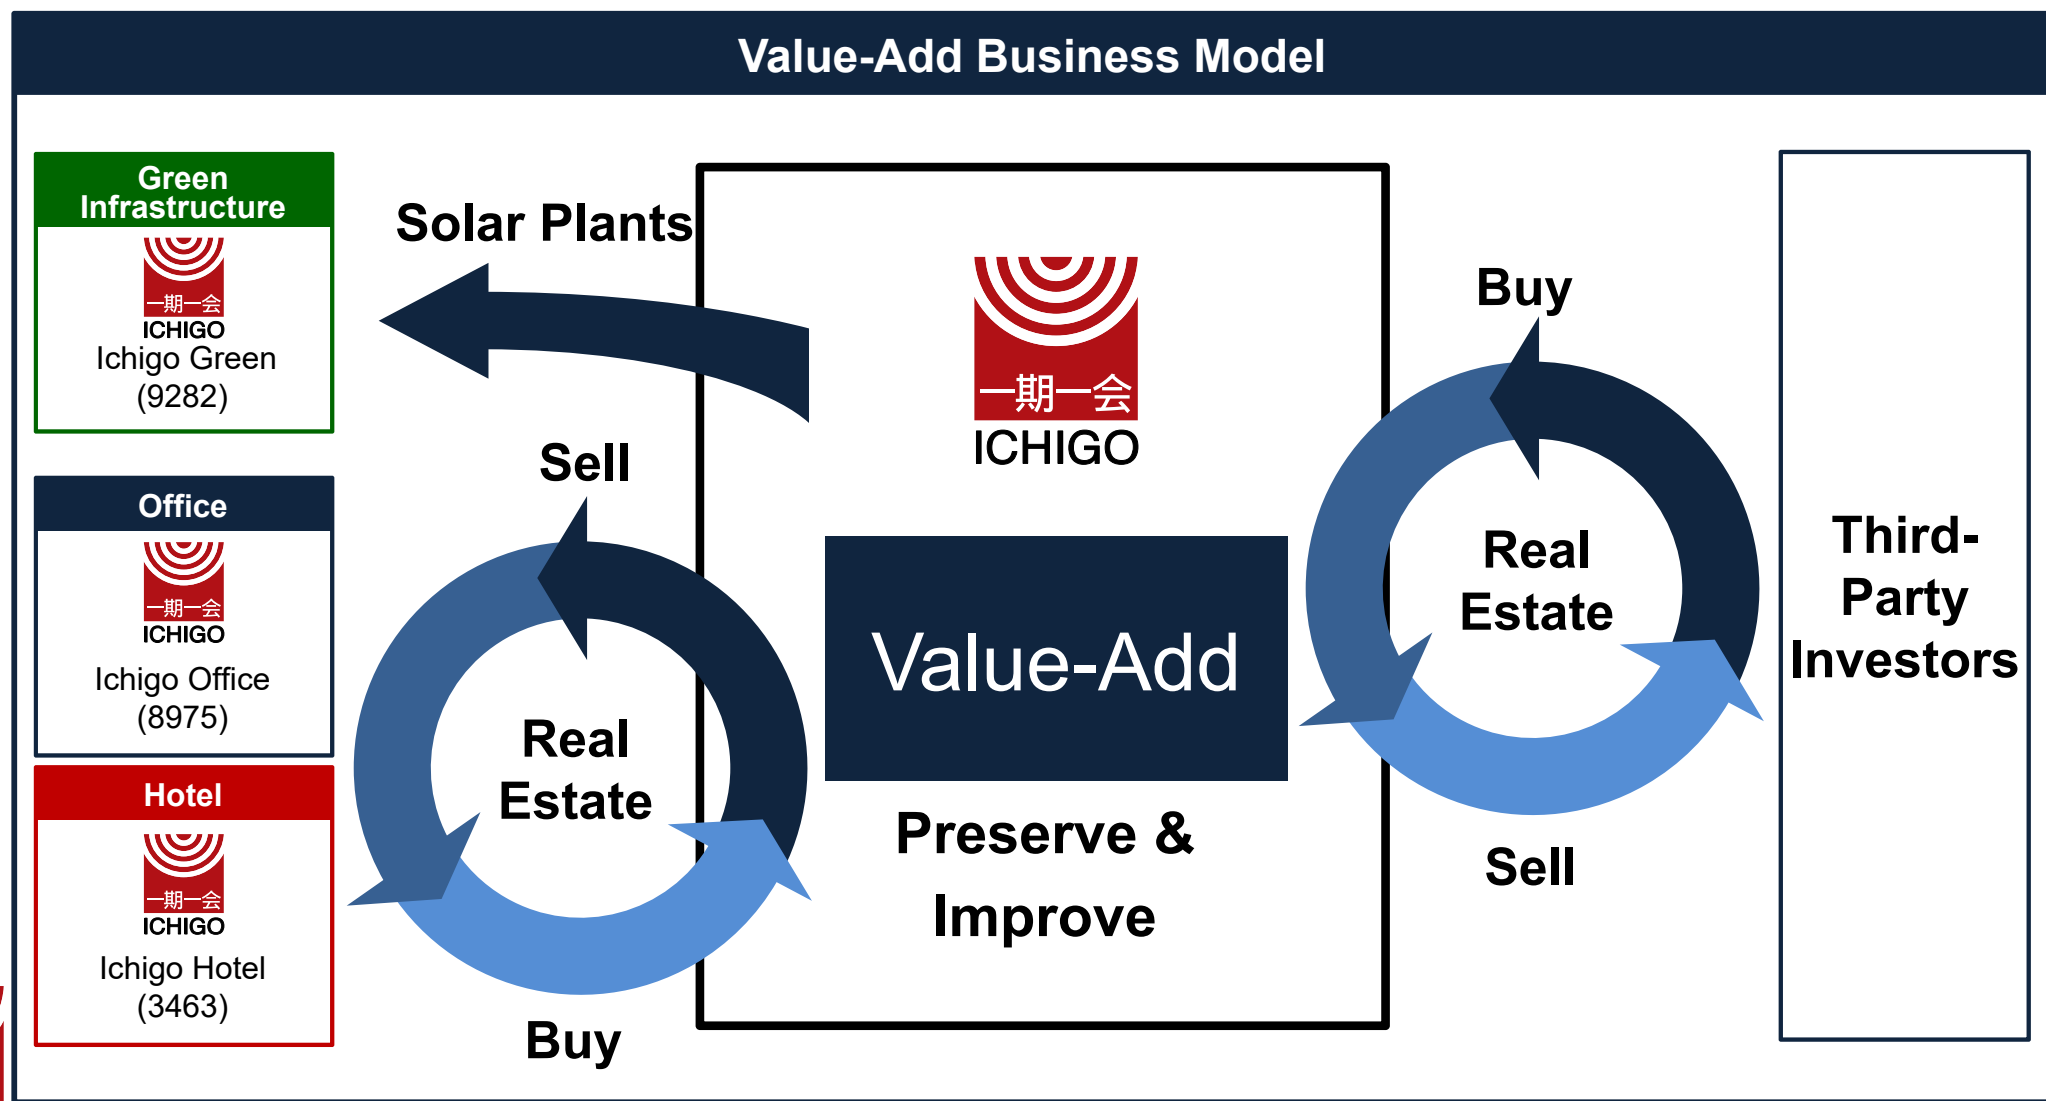 Value-Add Business Model
Green
Infrastructure
一期一会
ICHIGO
Ichigo Green
(9282)
Office
一期一会
ICHIGO
Ichigo Office
(8975)
Hotel
一期一会
ICHIGO
Ichigo Hotel
(3463)
Solar Plants
Sell
Real
Estate
Buy
一期一会
ICHIGO
Value-Add
Preserve &
Improve
Buy
Real
Estate
Sell
Third-
Party
Investors